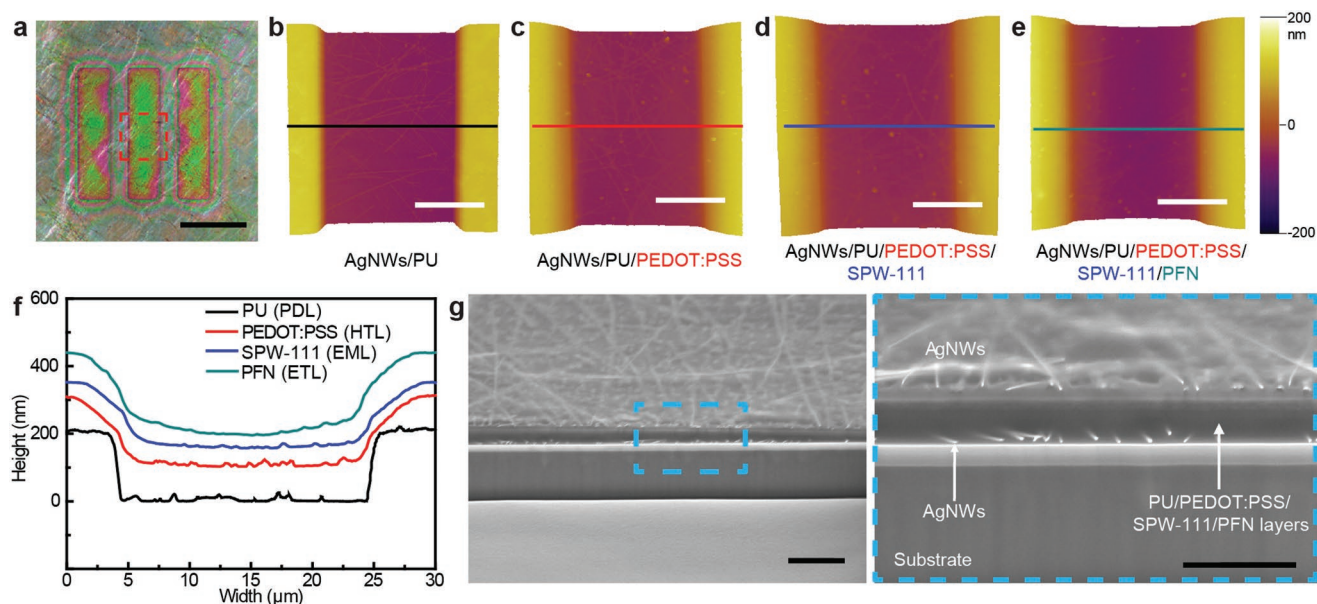 a
b
c
d
e
200
nm
-0
-200
AgNWs/PU
AgNWs/PU/PEDOT:PSS
AgNWs/PU/PEDOT:PSS/
SPW-111
AgNWs/PU/PEDOT:PSS/
SPW-111/PFN
f
600
400
200
0
Height (nm)
PU (PDL)
PEDOT:PSS (HTL)
SPW-111 (EML)
PFN (ETL)
0 5 10 15 20 25 30
Width (μm)
g
AgNWs
AgNWs
PU/PEDOT:PSS/
SPW-111/PFN layers
Substrate